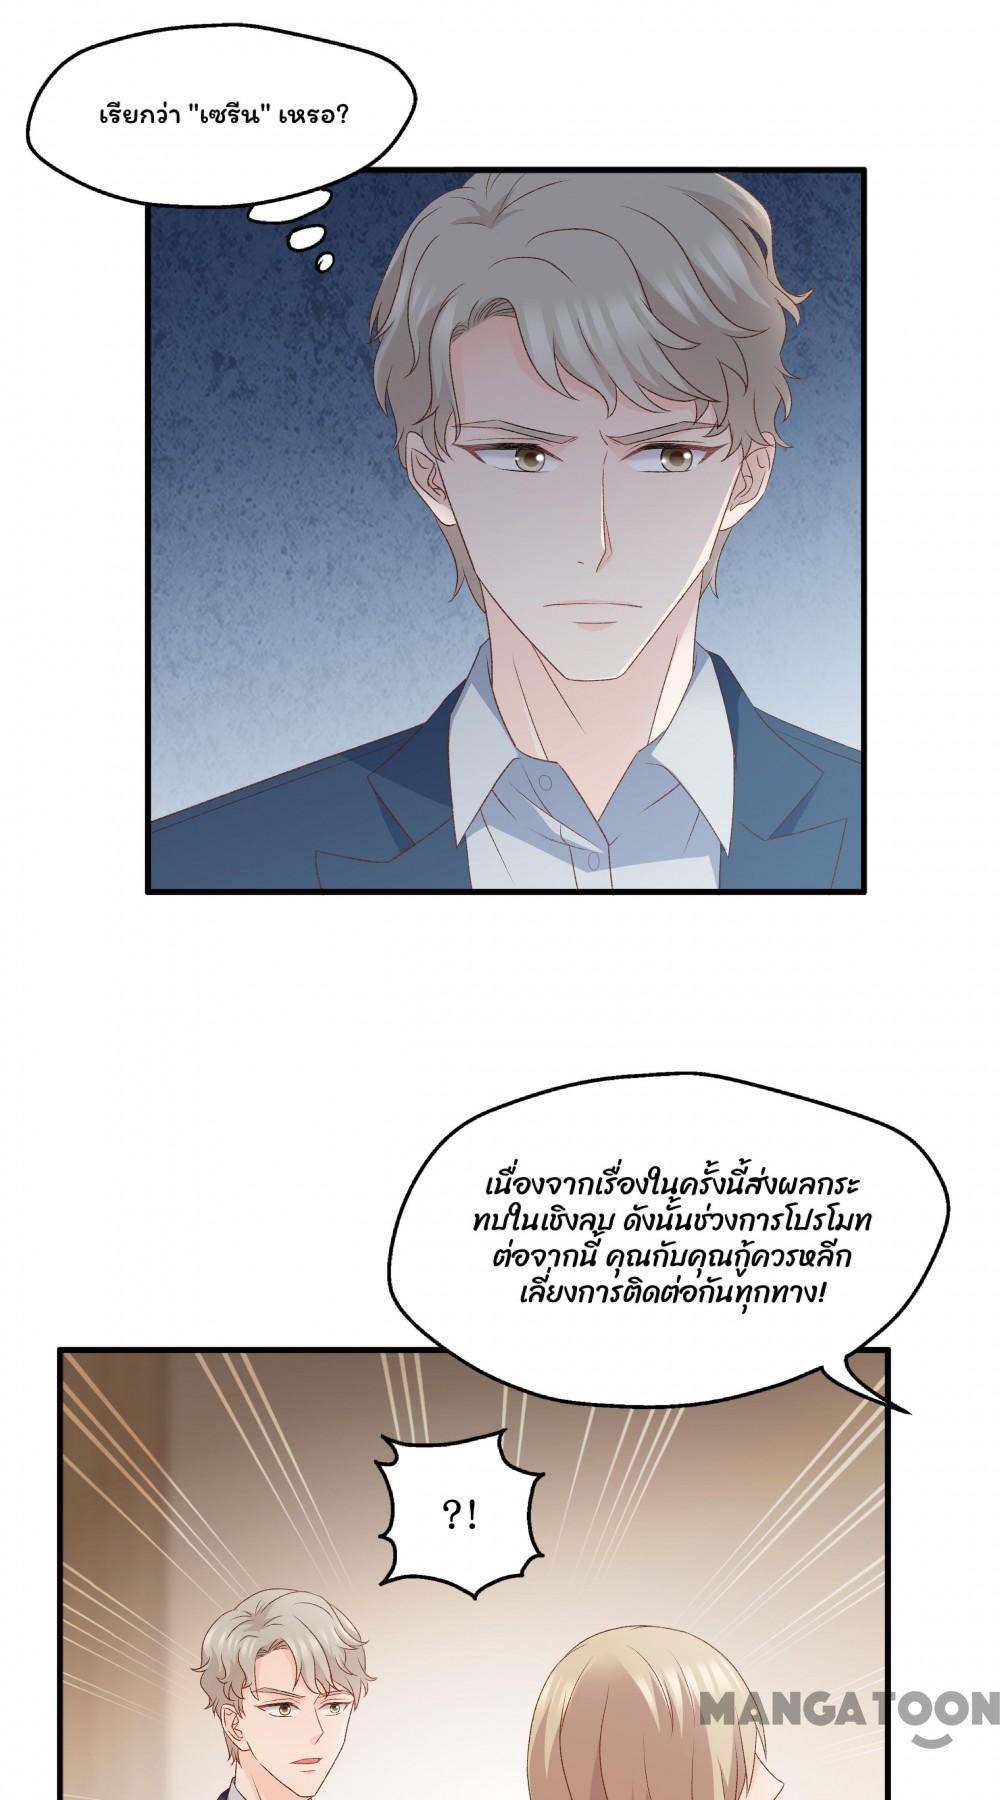 เรียกว่า "เซรีน" เหรอ?
เนื่องจากเรื่องในครั้งนี้ส่งผลกระ
ทบในเชิงลบ ดังนั้นช่วงการโปรโมท
ต่อจากนี้ คุณกับคุณกู้ควรหลีก
เลี่ยงการติดต่อกันทุกทาง!
?!
MANGATOON